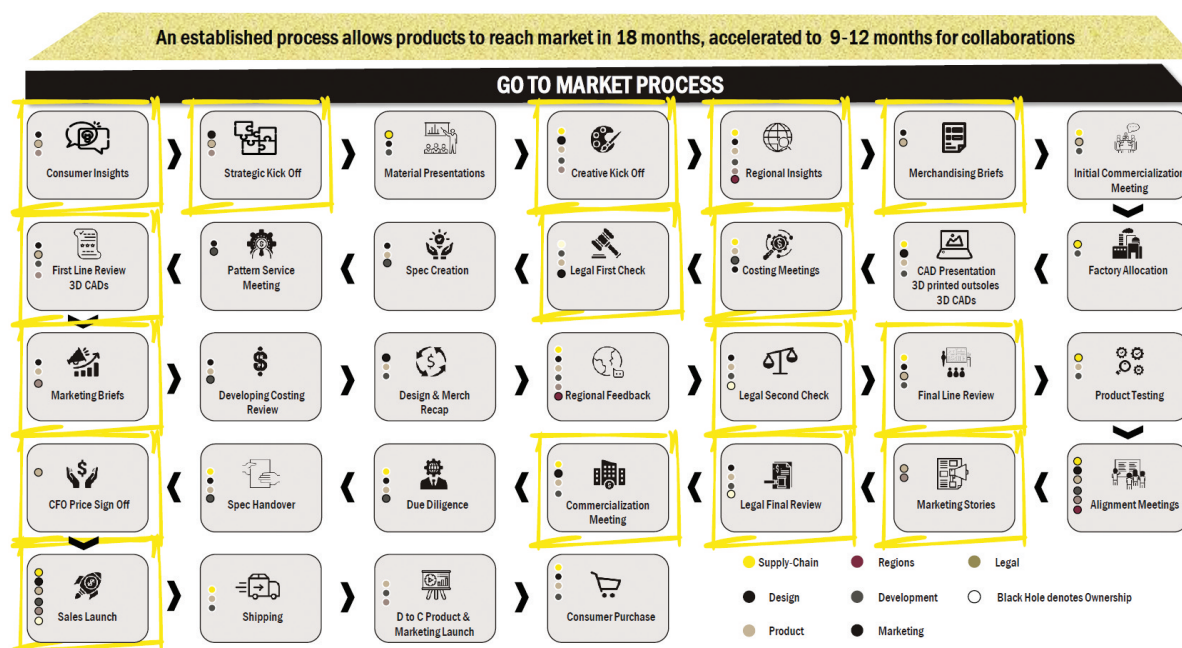 An established process allows products to reach market in 18 months, accelerated to 9-12 months for collaborations
GO TO MARKET PROCESS
Consumer Insights
Strategic Kick Off
Material Presentations
Creative Kick Off
Regional Insights
Merchandising Briefs
Initial Commercialization
Meeting
First Line Review
3D CADs
Pattern Service
Meeting
Spec Creation
Legal First Check
Costing Meetings
CAD Presentation
3D printed outsoles
3D CADs
Factory Allocation
Marketing Briefs
Developing Costing
Review
Design & Merch
Recap
Regional Feedback
Legal Second Check
Final Line Review
Product Testing
CFO Price Sign Off
Spec Handover
Due Diligence
Commercialization
Meeting
Legal Final Review
Marketing Stories
Alignment Meetings
Sales Launch
Shipping
D to C Product &
Marketing Launch
Consumer Purchase
Supply-Chain
Regions
Legal
Design
Development
Black Hole denotes Ownership
Product
Marketing